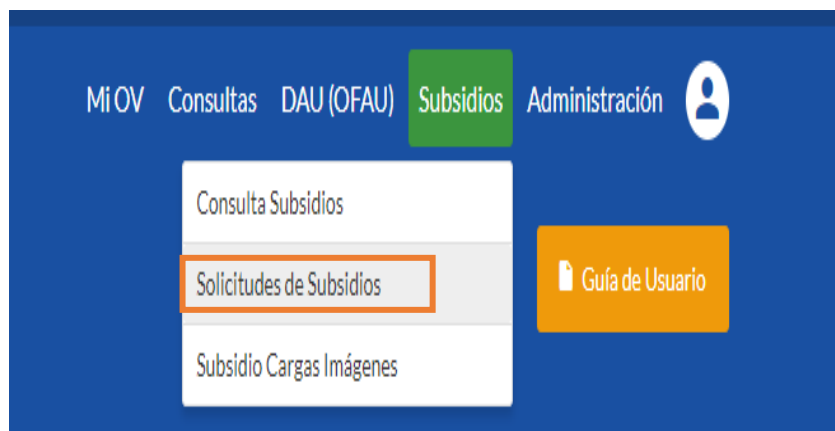 Mi OV Consultas DAU (OFAU) Subsidios Administración
Consulta Subsidios
Solicitudes de Subsidios
Guía de Usuario
Subsidio Cargas Imágenes